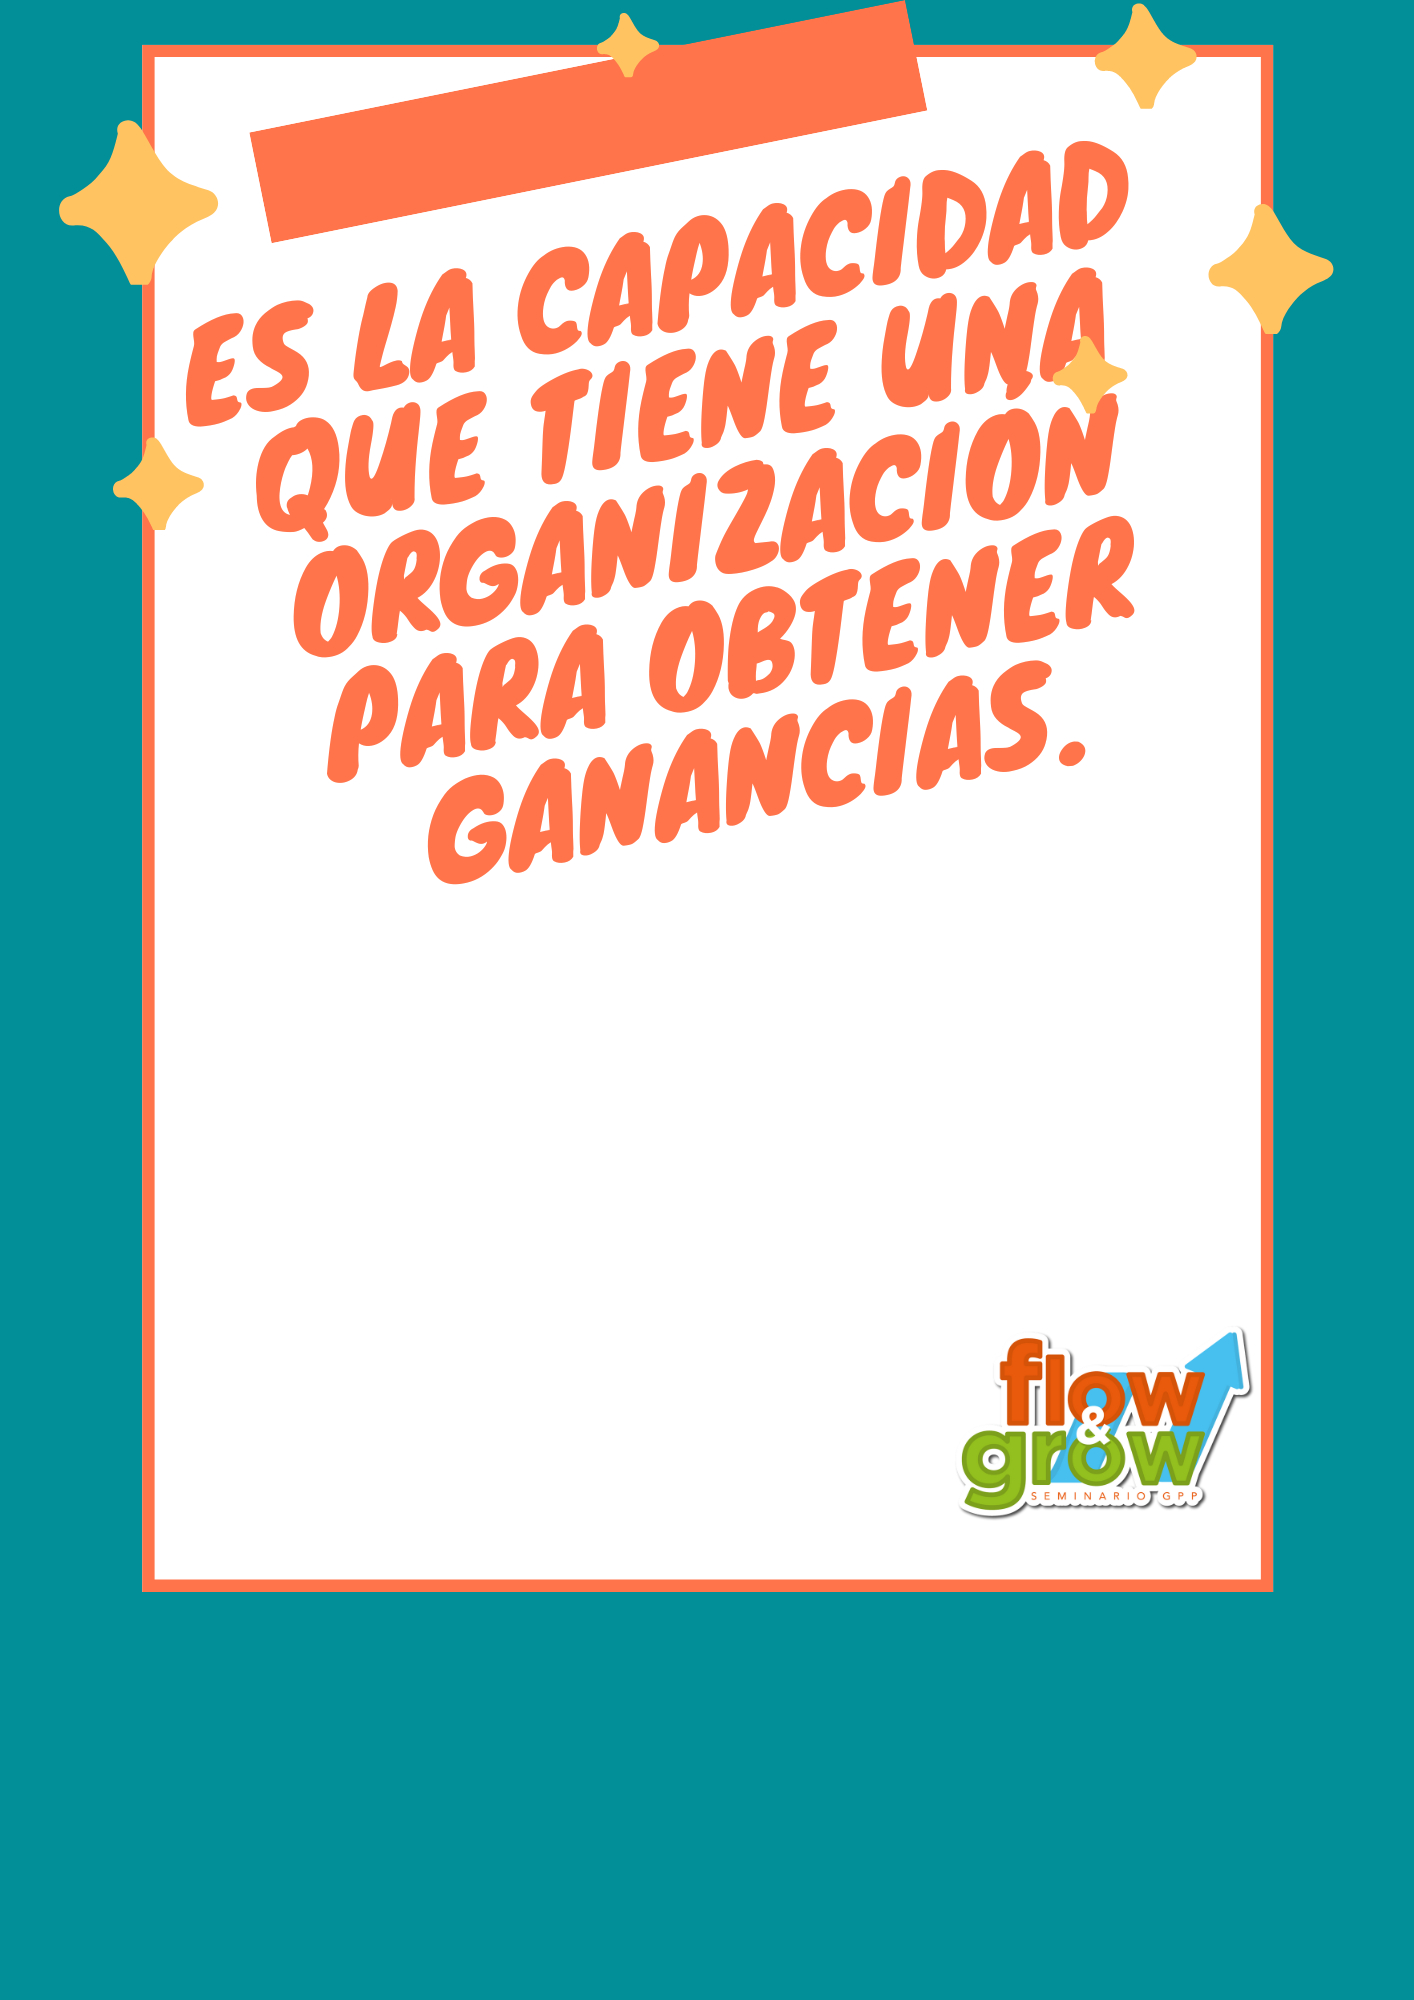 ES LA CAPACIDAD
QUE TIENE UNA
ORGANIZACION
PARA OBTENER
GANANCIAS.
flow
&
grow
SEMINARIO GPP